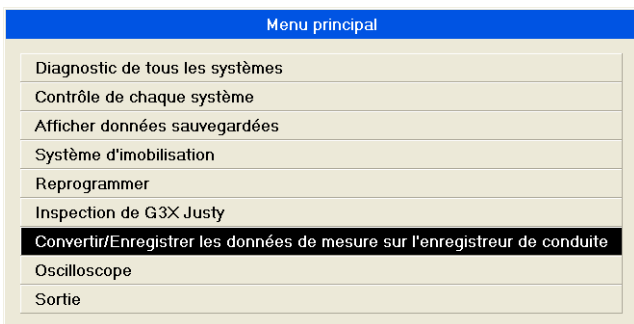 Menu principal
Diagnostic de tous les systèmes
Contrôle de chaque système
Afficher données sauvegardées
Système d'imobilisation
Reprogrammer
Inspection de G3X Justy
Convertir/Enregistrer les données de mesure sur l'enregistreur de conduite
Oscilloscope
Sortie